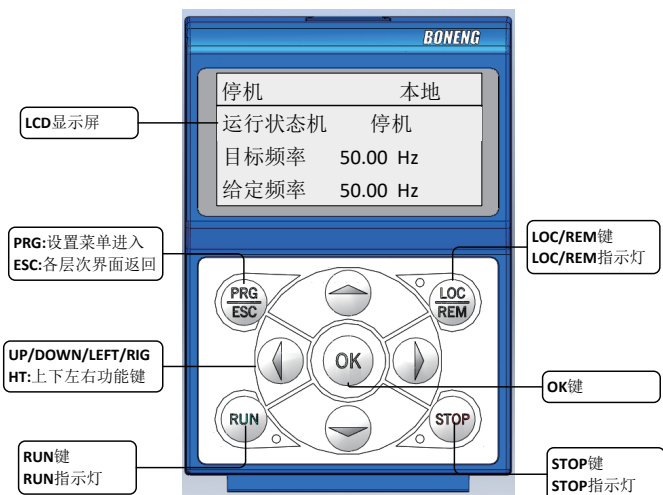 BONENG
停机 本地
运行状态机 停机
目标频率 50.00 Hz
给定频率 50.00 Hz
LCD显示屏
PRG:设置菜单进入
ESC:各层次界面返回
LOC/REM键
LOC/REM指示灯
PRG
ESC
LOC
REM
UP/DOWN/LEFT/RIG
HT:上下左右功能键
OK
OK键
RUN
STOP
RUN键
RUN指示灯
STOP键
STOP指示灯